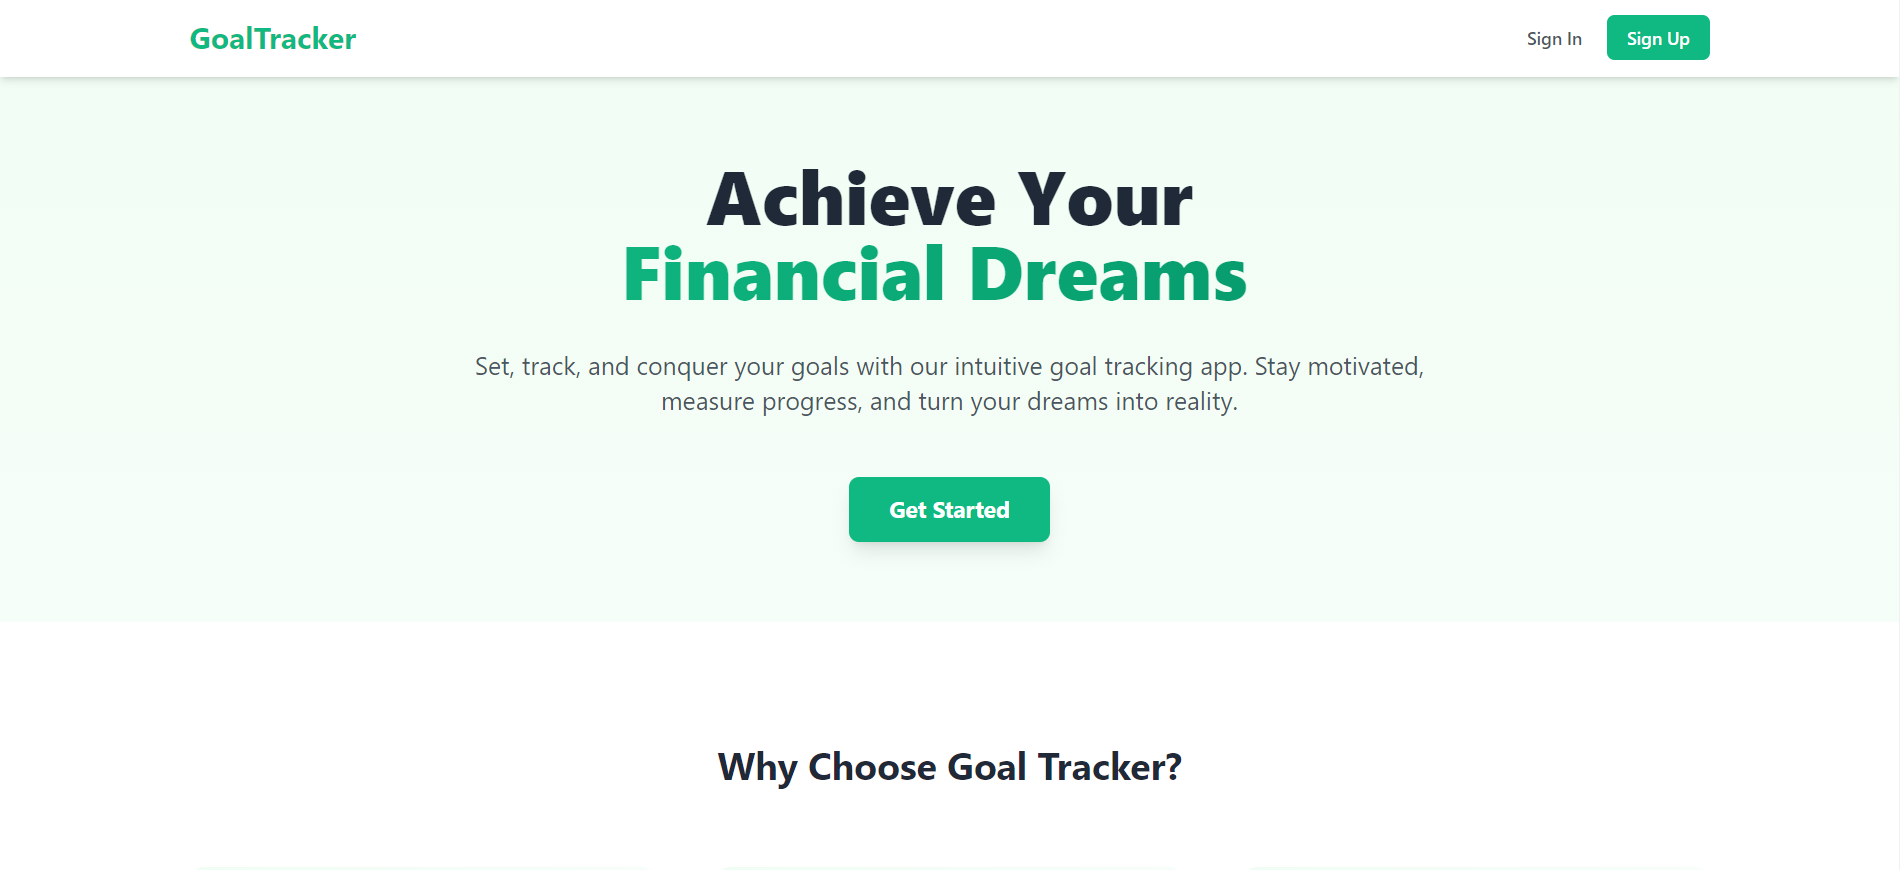 GoalTracker
Sign In
Sign Up
Achieve Your
Financial Dreams
Set, track, and conquer your goals with our intuitive goal tracking app. Stay motivated,
measure progress, and turn your dreams into reality.
Get Started
Why Choose Goal Tracker?